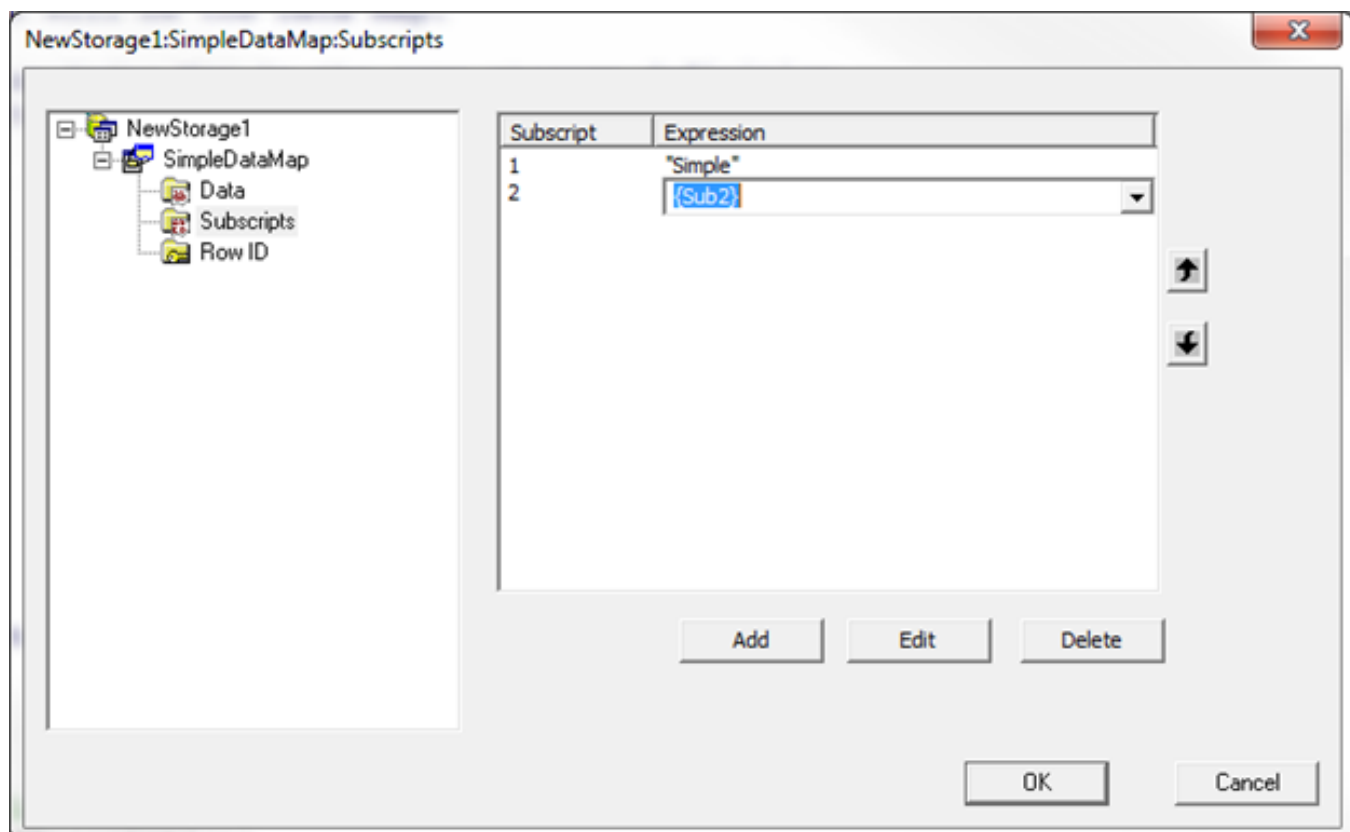 NewStorage1:SimpleDataMap:Subscripts
NewStorage1
SimpleDataMap
Data
Subscripts
Row ID
Subscript Expression
1 "Simple"
2 {Sub2}
Add Edit Delete
OK Cancel